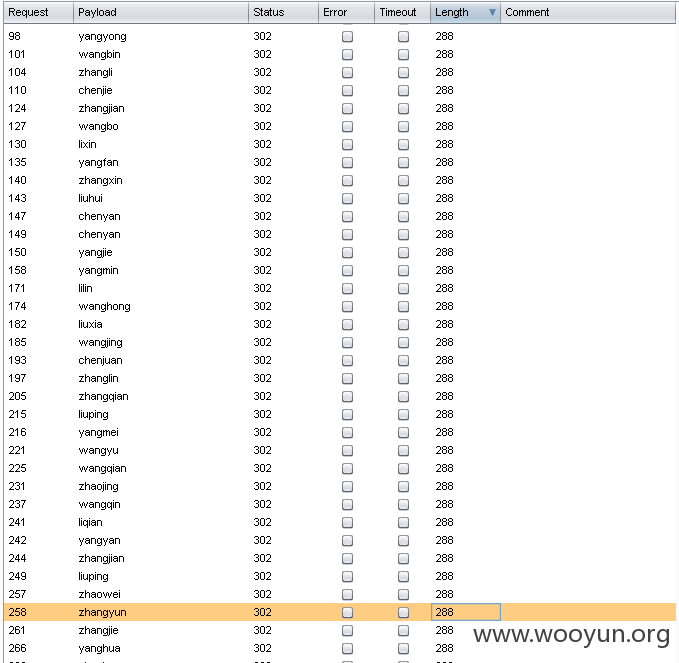 Request Payload Status Error Timeout Length Comment
98 yangyong 302 288
101 wangbin 302 288
104 zhangli 302 288
110 chenjie 302 288
124 zhangjian 302 288
127 wangbo 302 288
130 lixin 302 288
135 yangfan 302 288
140 zhangxin 302 288
143 liuhui 302 288
147 chenyan 302 288
149 chenyan 302 288
150 yangjie 302 288
158 yangmin 302 288
171 lilin 302 288
174 wanghong 302 288
182 liuxia 302 288
185 wangjing 302 288
193 chenjuan 302 288
197 zhanglin 302 288
205 zhangqian 302 288
215 liuping 302 288
216 yangmei 302 288
221 wangyu 302 288
225 wangqian 302 288
231 zhaojing 302 288
237 wangqin 302 288
241 liqian 302 288
242 yangyan 302 288
244 zhangjian 302 288
249 liuping 302 288
257 zhaowei 302 288
258 zhangyun 302 288
261 zhangjie 302 288
266 yanghua 302 288
www.wooyun.org